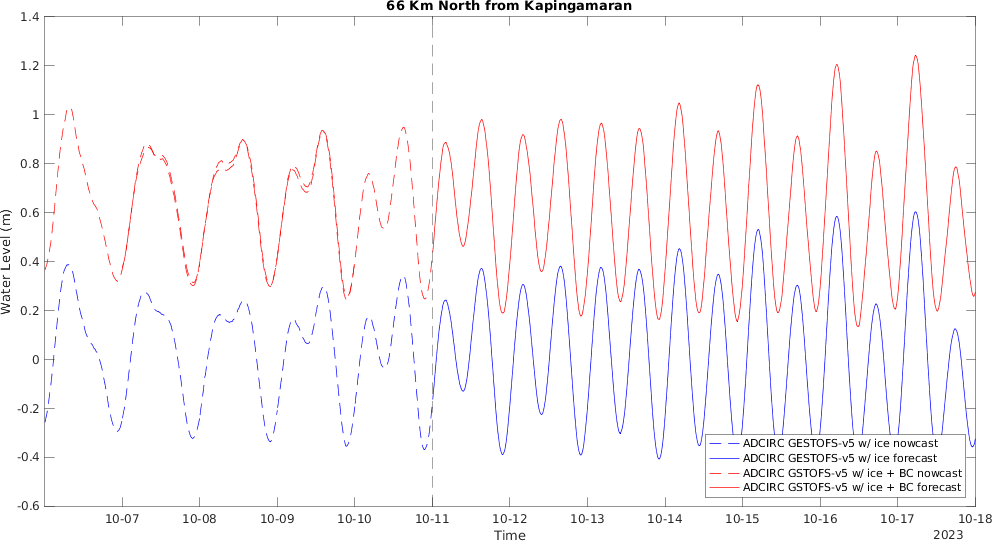 66 Km North from Kapingamaran
Water Level (m)
1.4
1.2
1
0.8
0.6
0.4
0.2
0
-0.2
-0.4
-0.6
ADCIRC GESTOFS-v5 w/ ice nowcast
ADCIRC GESTOFS-v5 w/ ice forecast
ADCIRC GSTOFS-v5 w/ ice + BC nowcast
ADCIRC GSTOFS-v5 w/ ice + BC forecast
10-07 10-08 10-09 10-10 10-11 10-12 10-13 10-14 10-15 10-16 10-17 10-18
Time
2023